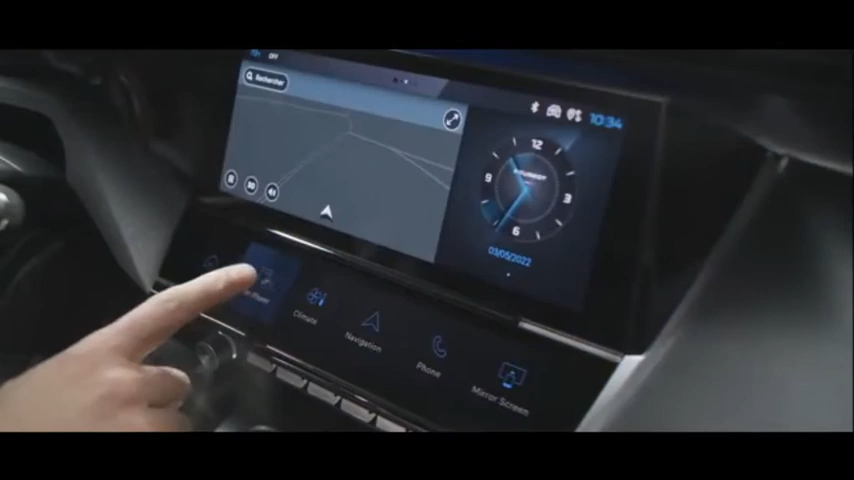 OFF
Rechercher
10:34
12
9
3
PEUGEOT
6
03/05/2022
Climate
Navigation
Phone
Mirror Screen